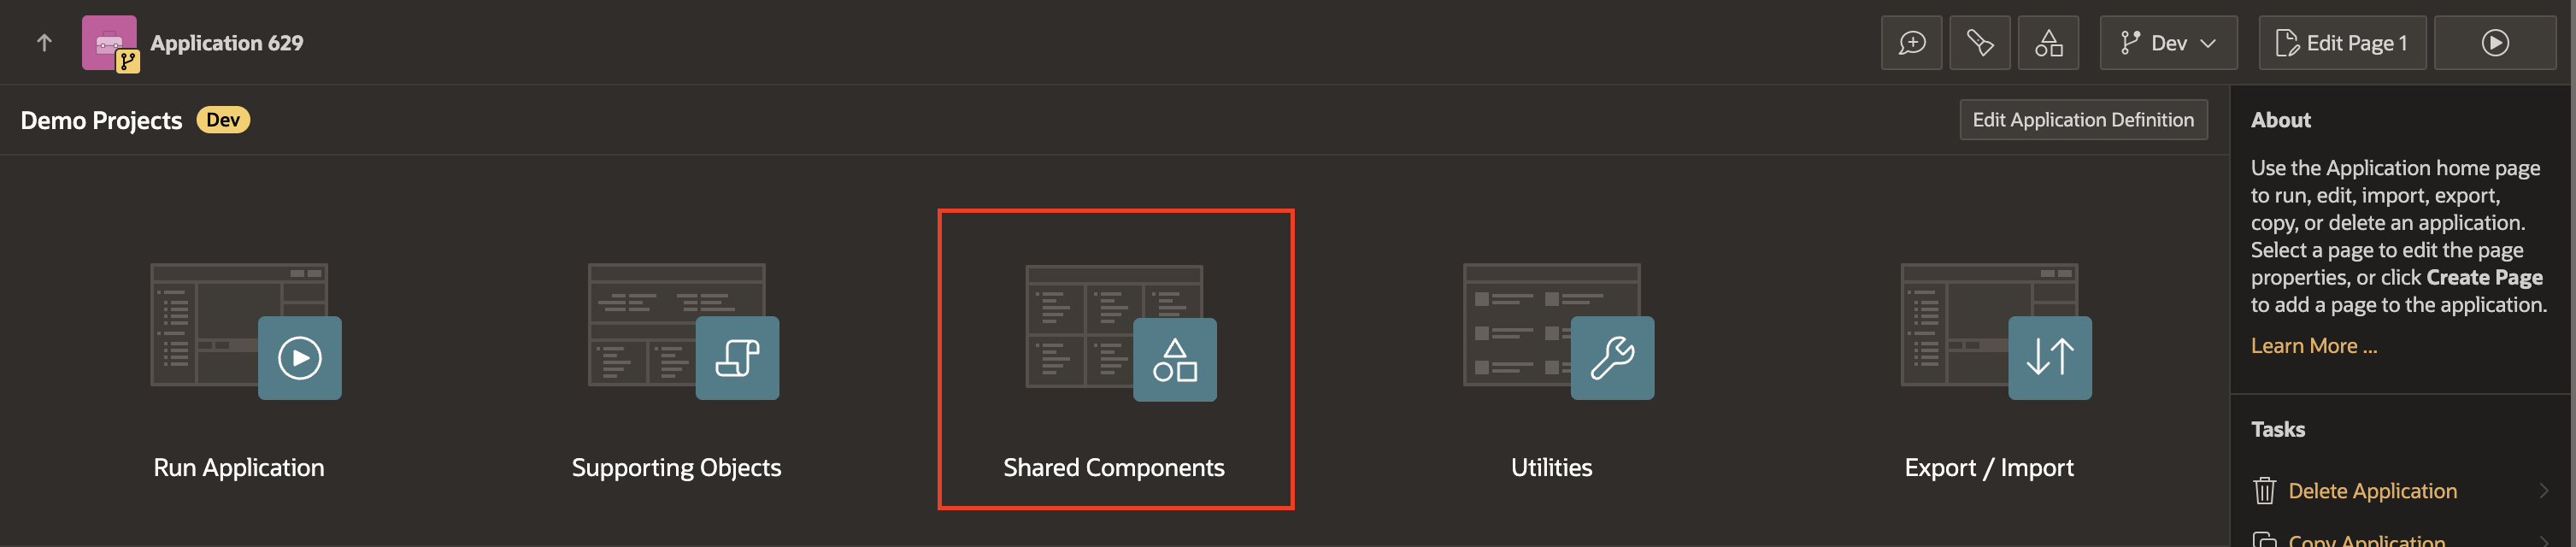 Application 629
Dev
Edit Page 1
Demo Projects
Dev
Edit Application Definition
Run Application
Supporting Objects
Shared Components
Utilities
Export / Import
About
Use the Application home page
to run, edit, import, export,
copy, or delete an application.
Select a page to edit the page
properties, or click Create Page
to add a page to the application.
Learn More ...
Tasks
Delete Application
Copy Application